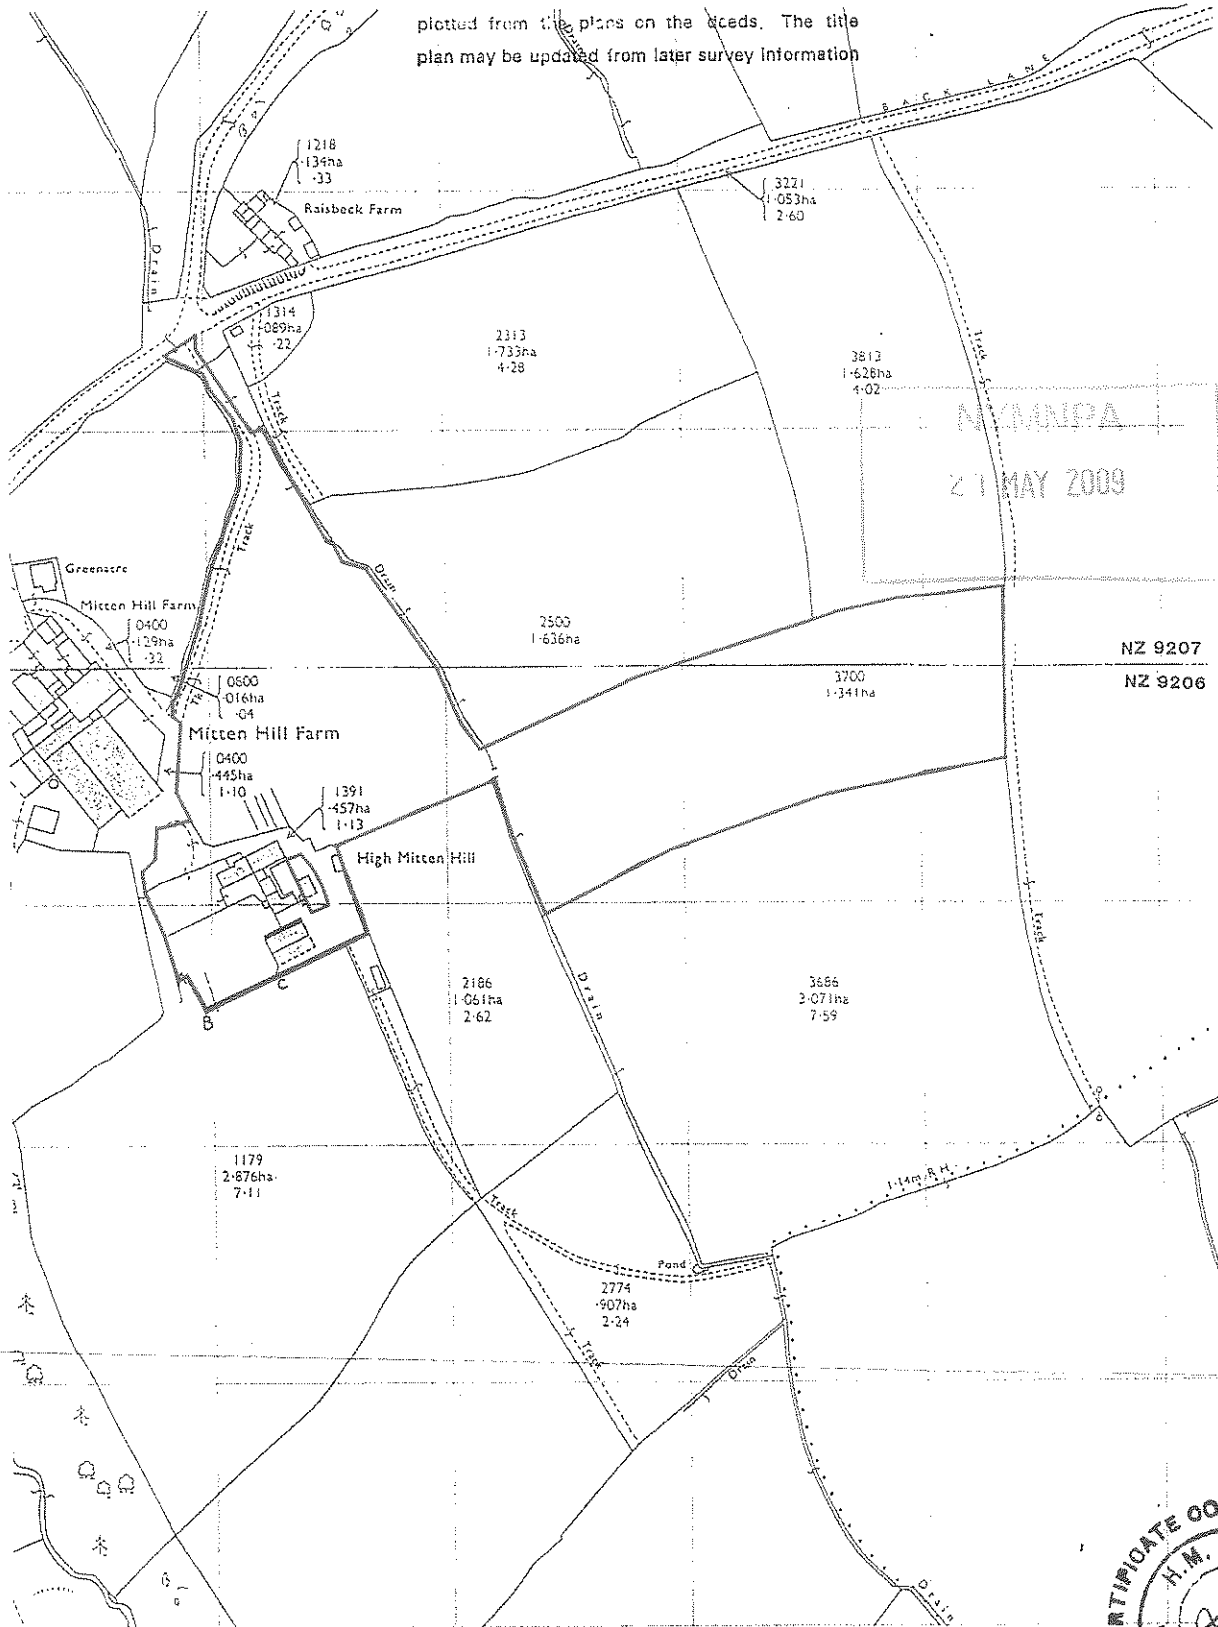 plotted from the plans on the deeds. The title
plan may be updated from later survey information
Drain
BACK LANE
1218
·134ha
·33
Raisbeck Farm
3221
1·053ha
2·60
Drain
1314
·089ha
·22
2313
1·733ha
4·28
3813
1·628ha
4·02
Track
Track
NYMNPA
21 MAY 2009
Track
Drain
Greenacre
Mitten Hill Farm
0400
·129ha
·32
2500
1·636ha
NZ 9207
NZ 9206
3700
1·341ha
A
0600
·016ha
·04
Tk
Mitten Hill Farm
0400
·445ha
1·10
1391
·457ha
1·13
High Mitten Hill
Track
2186
1·061ha
2·62
Drain
3686
3·071ha
7·59
C
B
1179
2·876ha
7·11
1·14m R H
Track
Pond
2774
·907ha
2·24
Track
Drain
Drain
RTIFICATE CO
H.M.